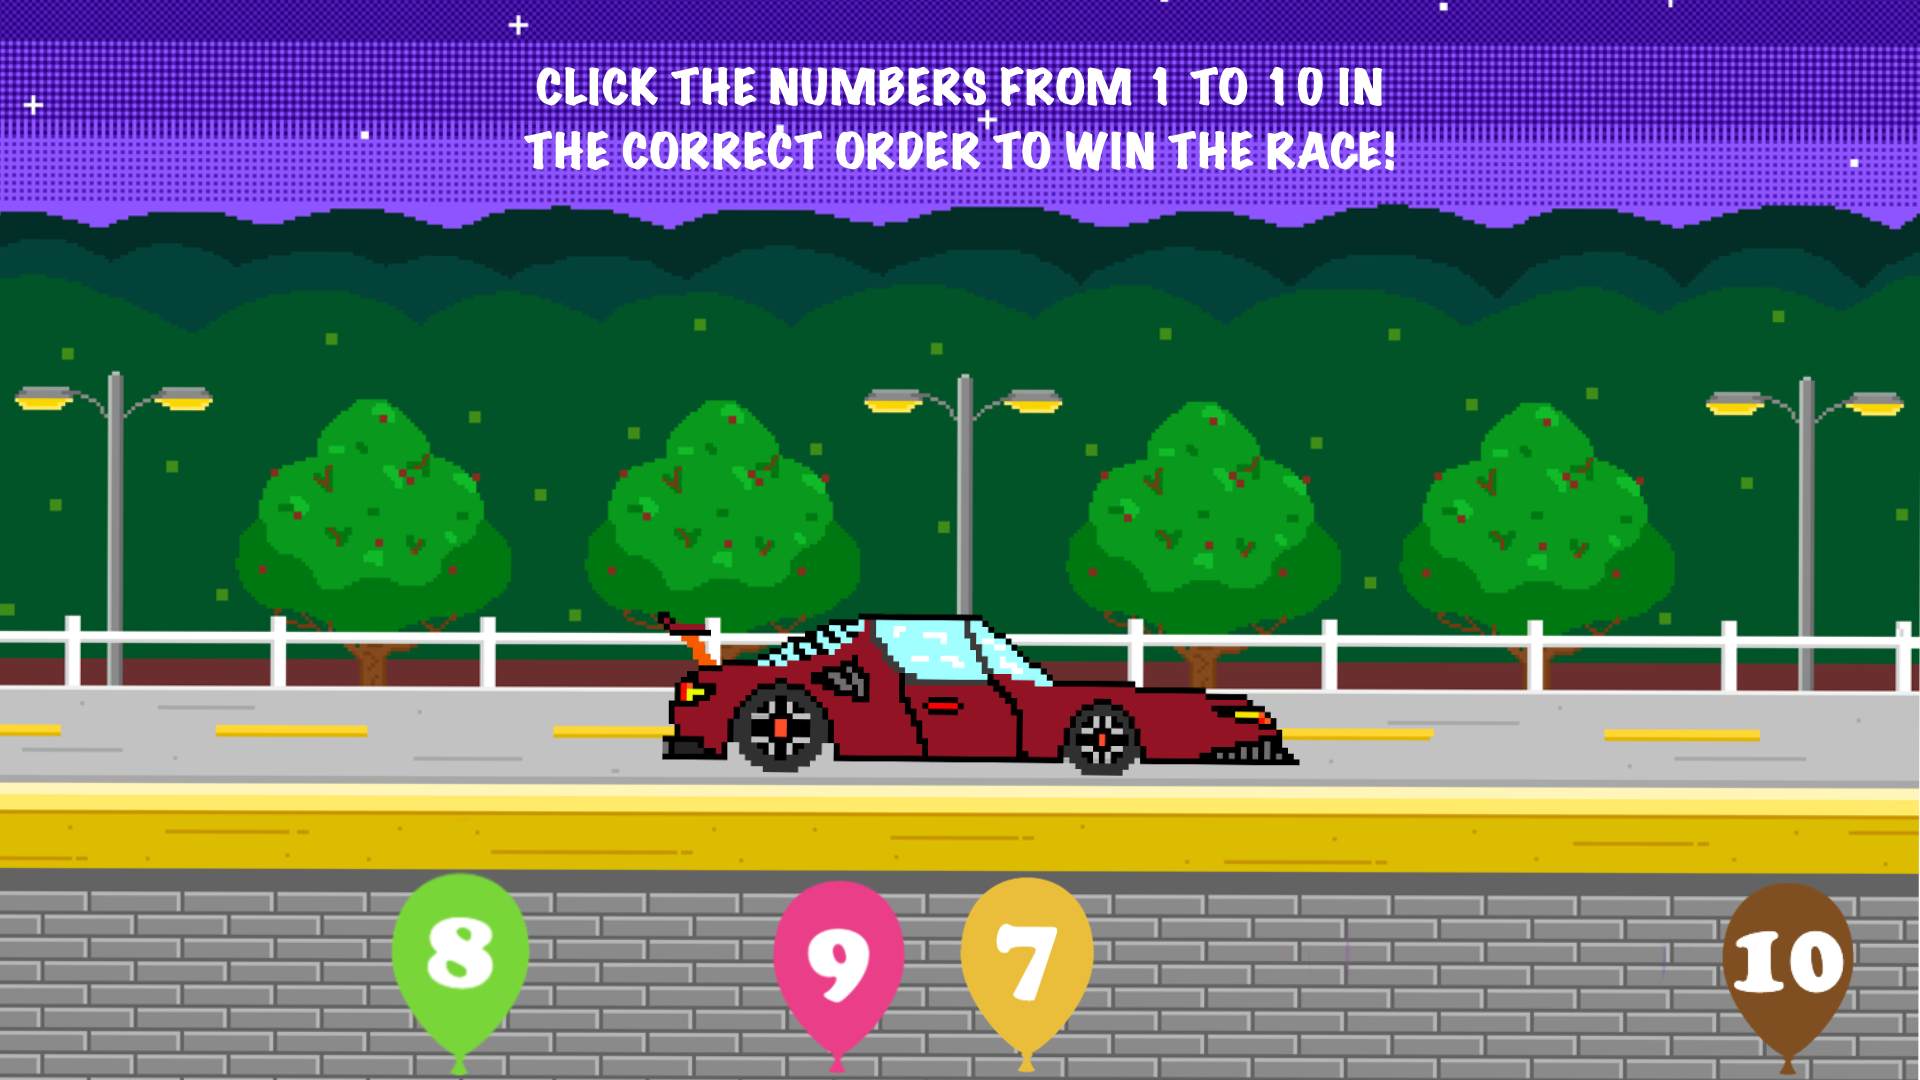 CLICK THE NUMBERS FROM 1 TO 10 IN
THE CORRECT ORDER TO WIN THE RACE!
8 9 7 10